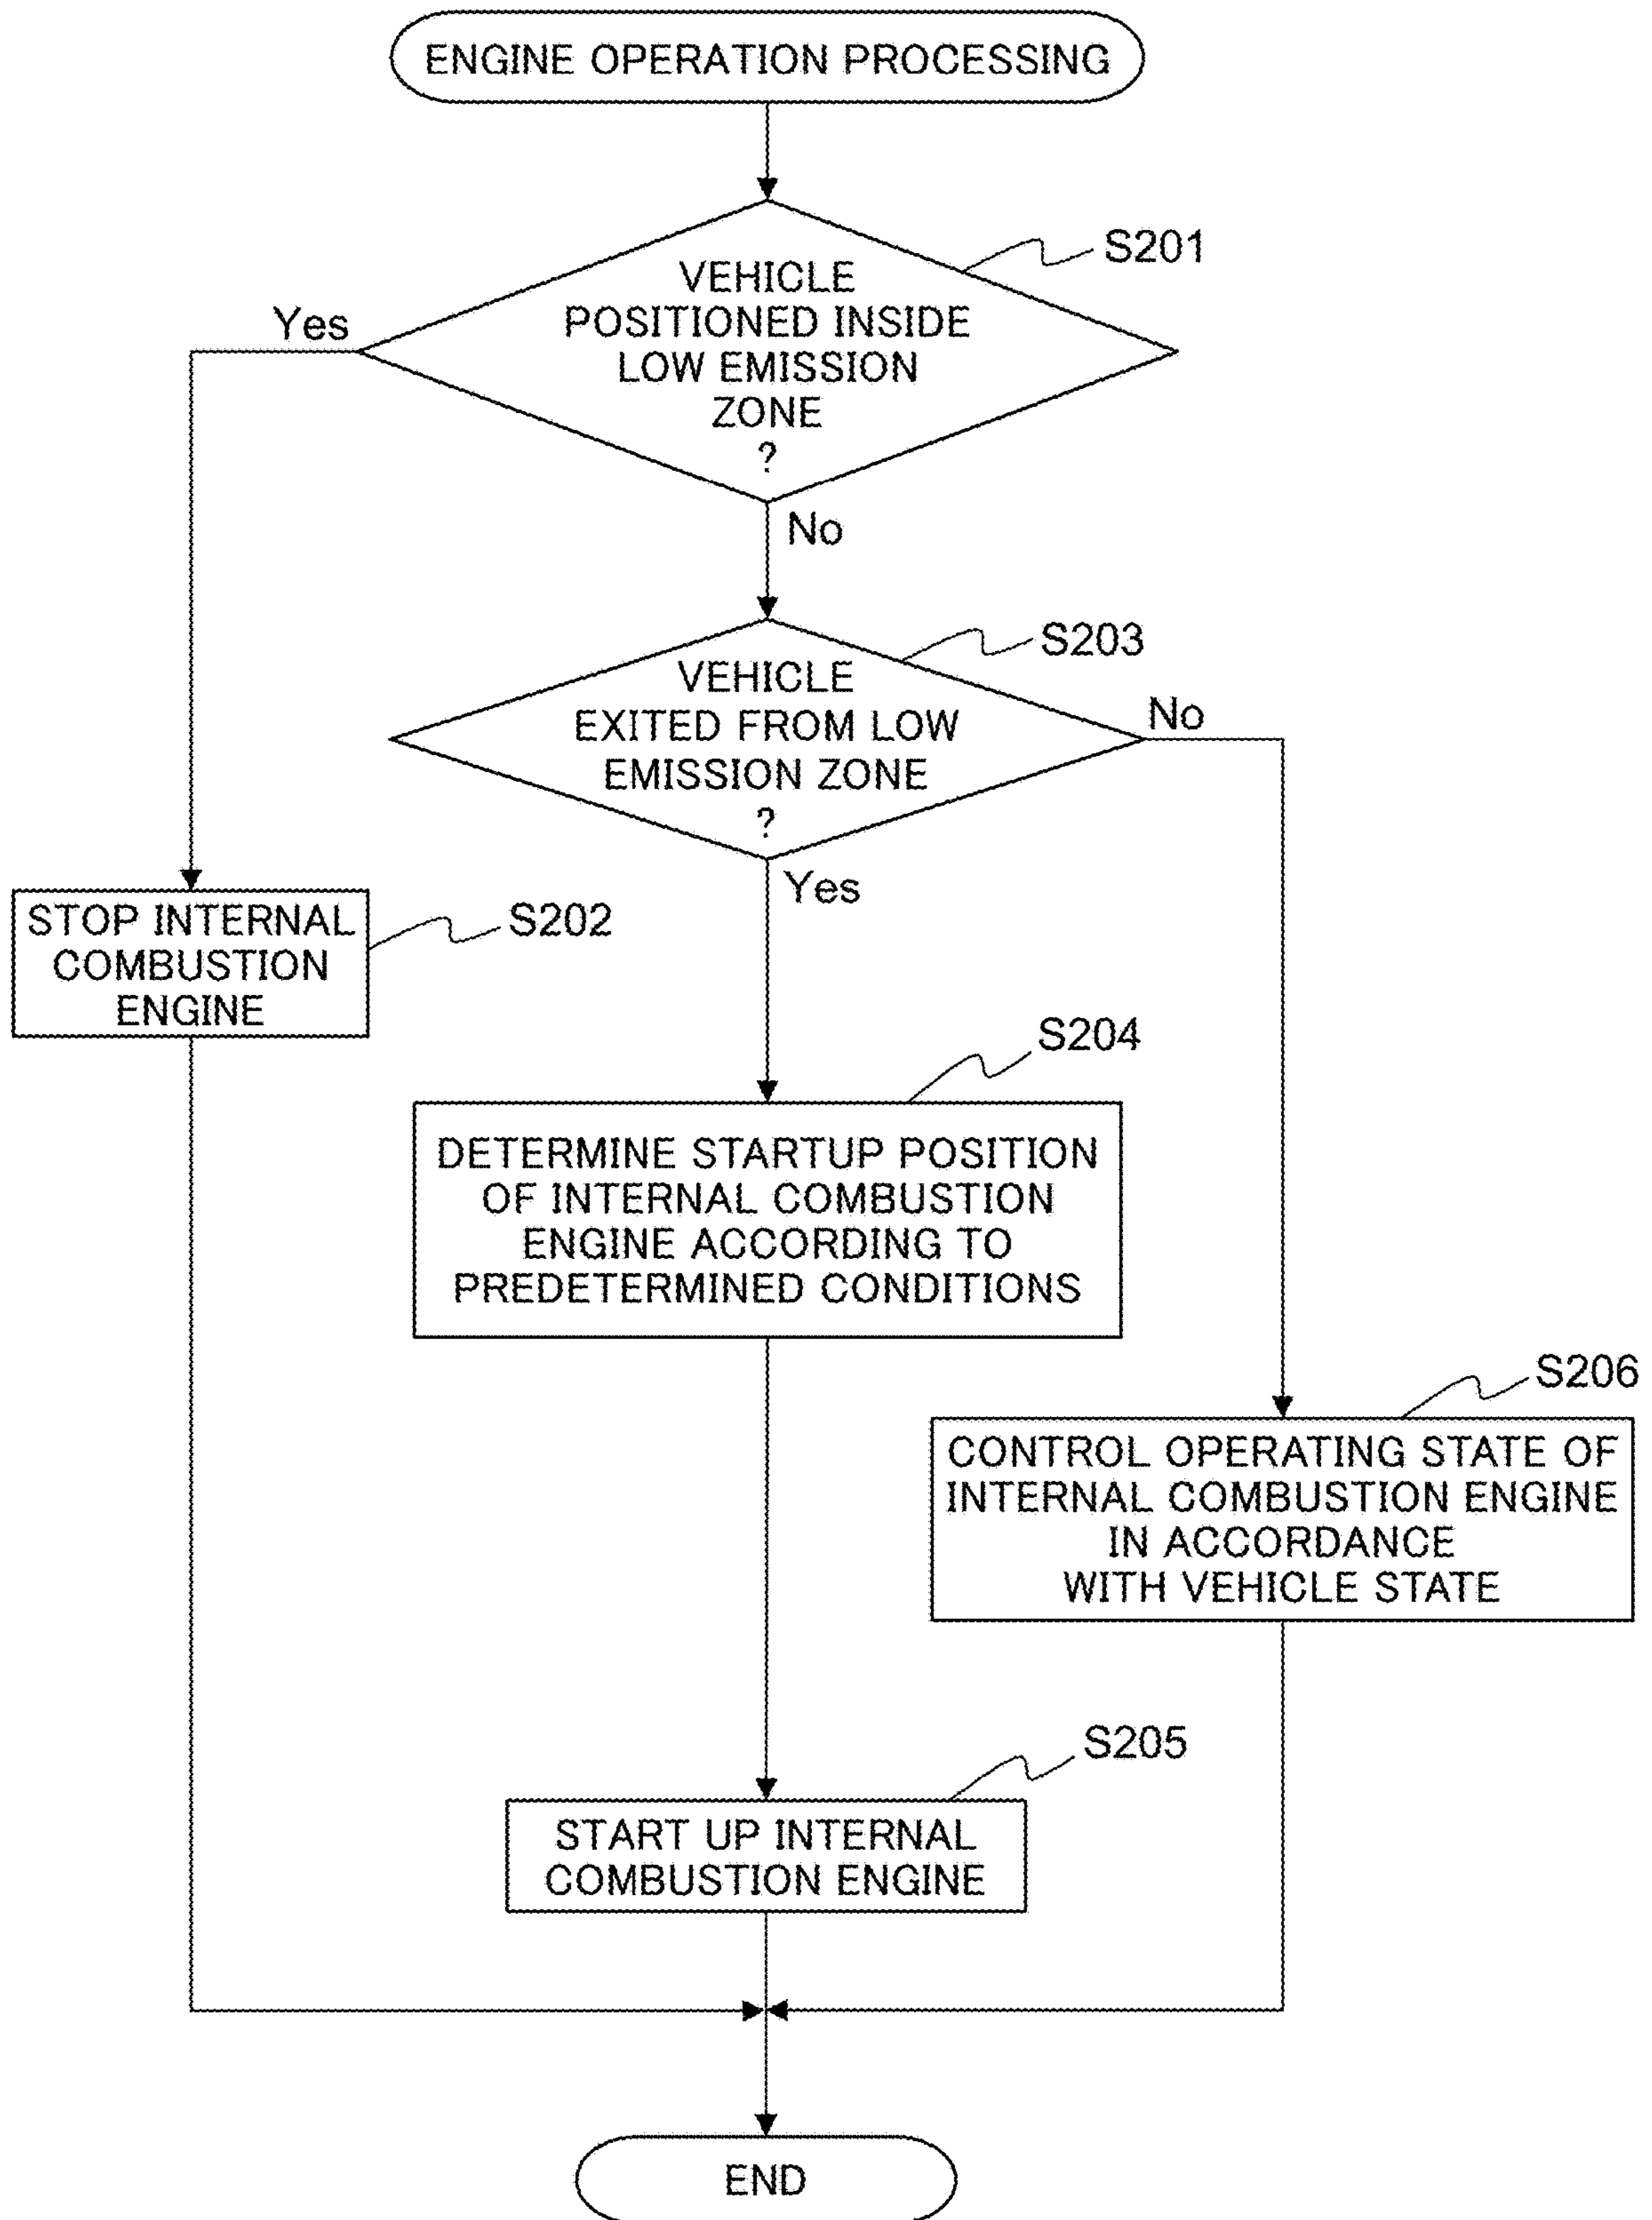 ENGINE OPERATION PROCESSING
S201
VEHICLE
POSITIONED INSIDE
LOW EMISSION
ZONE
?
Yes
No
S203
VEHICLE
EXITED FROM LOW
EMISSION ZONE
?
No
Yes
STOP INTERNAL
COMBUSTION
ENGINE
S202
S204
DETERMINE STARTUP POSITION
OF INTERNAL COMBUSTION
ENGINE ACCORDING TO
PREDETERMINED CONDITIONS
S206
CONTROL OPERATING STATE OF
INTERNAL COMBUSTION ENGINE
IN ACCORDANCE
WITH VEHICLE STATE
S205
START UP INTERNAL
COMBUSTION ENGINE
END